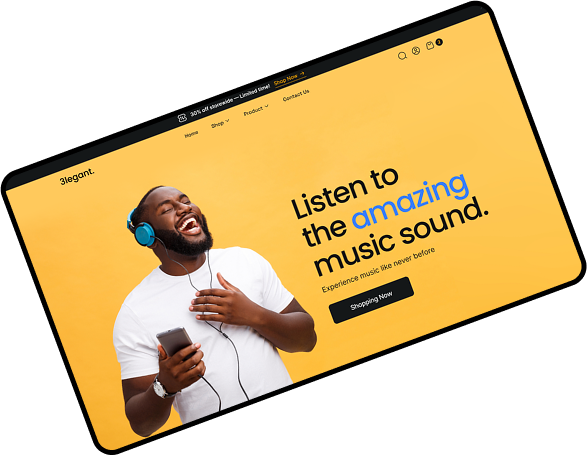 30% off storewide — Limited time! Shop Now →
3legant.
Home Shop Product Contact Us
2
Listen to
the amazing
music sound.
Experience music like never before
Shopping Now